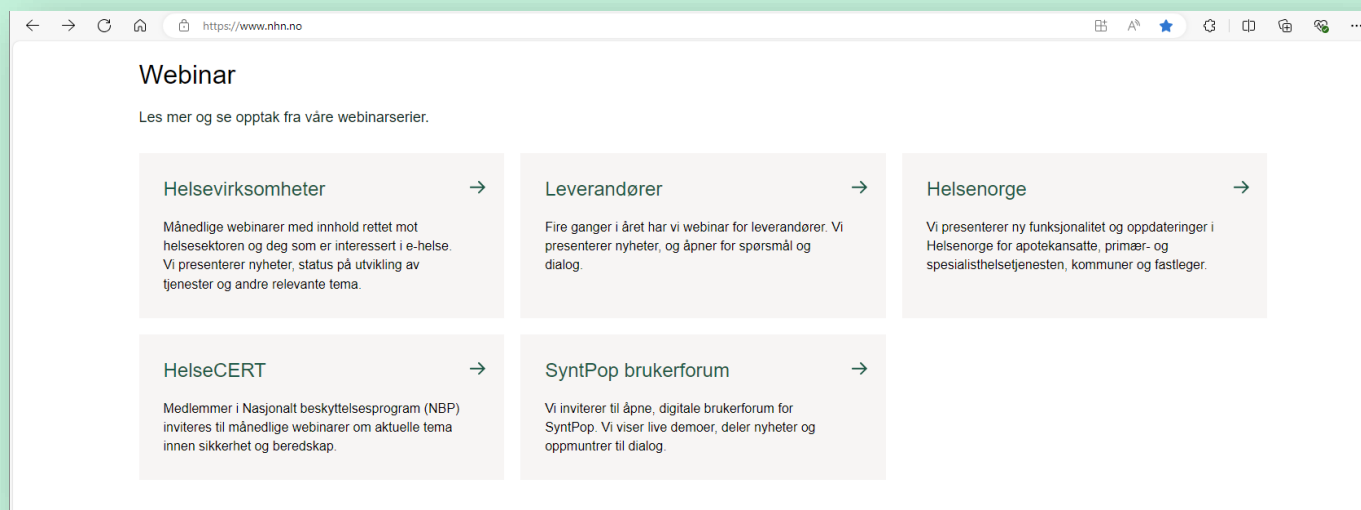 https://www.nhn.no
Webinar
Les mer og se opptak fra våre webinarserier.
Helsevirksomheter
Månedlige webinarer med innhold rettet mot
helsesektoren og deg som er interessert i e-helse.
Vi presenterer nyheter, status på utvikling av
tjenester og andre relevante tema.
Leverandører
Fire ganger i året har vi webinar for leverandører. Vi
presenterer nyheter, og åpner for spørsmål og
dialog.
Helsenorge
Vi presenterer ny funksjonalitet og oppdateringer i
Helsenorge for apotekansatte, primær- og
spesialisthelsetjenesten, kommuner og fastleger.
HelseCERT
Medlemmer i Nasjonalt beskyttelsesprogram (NBP)
inviteres til månedlige webinarer om aktuelle tema
innen sikkerhet og beredskap.
SyntPop brukerforum
Vi inviterer til åpne, digitale brukerforum for
SyntPop. Vi viser live demoer, deler nyheter og
oppmuntrer til dialog.